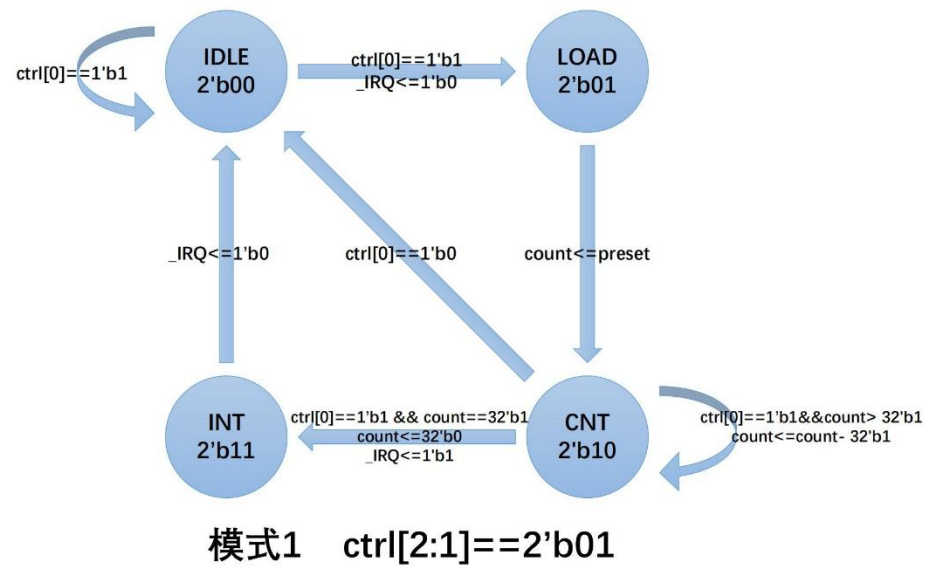 IDLE
2'b00
ctrl[0]==1'b1
ctrl[0]==1'b1
_IRQ<=1'b0
LOAD
2'b01
_IRQ<=1'b0
ctrl[0]==1'b0
count<=preset
INT
2'b11
ctrl[0]==1'b1 && count==32'b1
count<=32'b0
_IRQ<=1'b1
CNT
2'b10
ctrl[0]==1'b1&&count> 32'b1
count<=count- 32'b1
模式1 ctrl[2:1]==2'b01